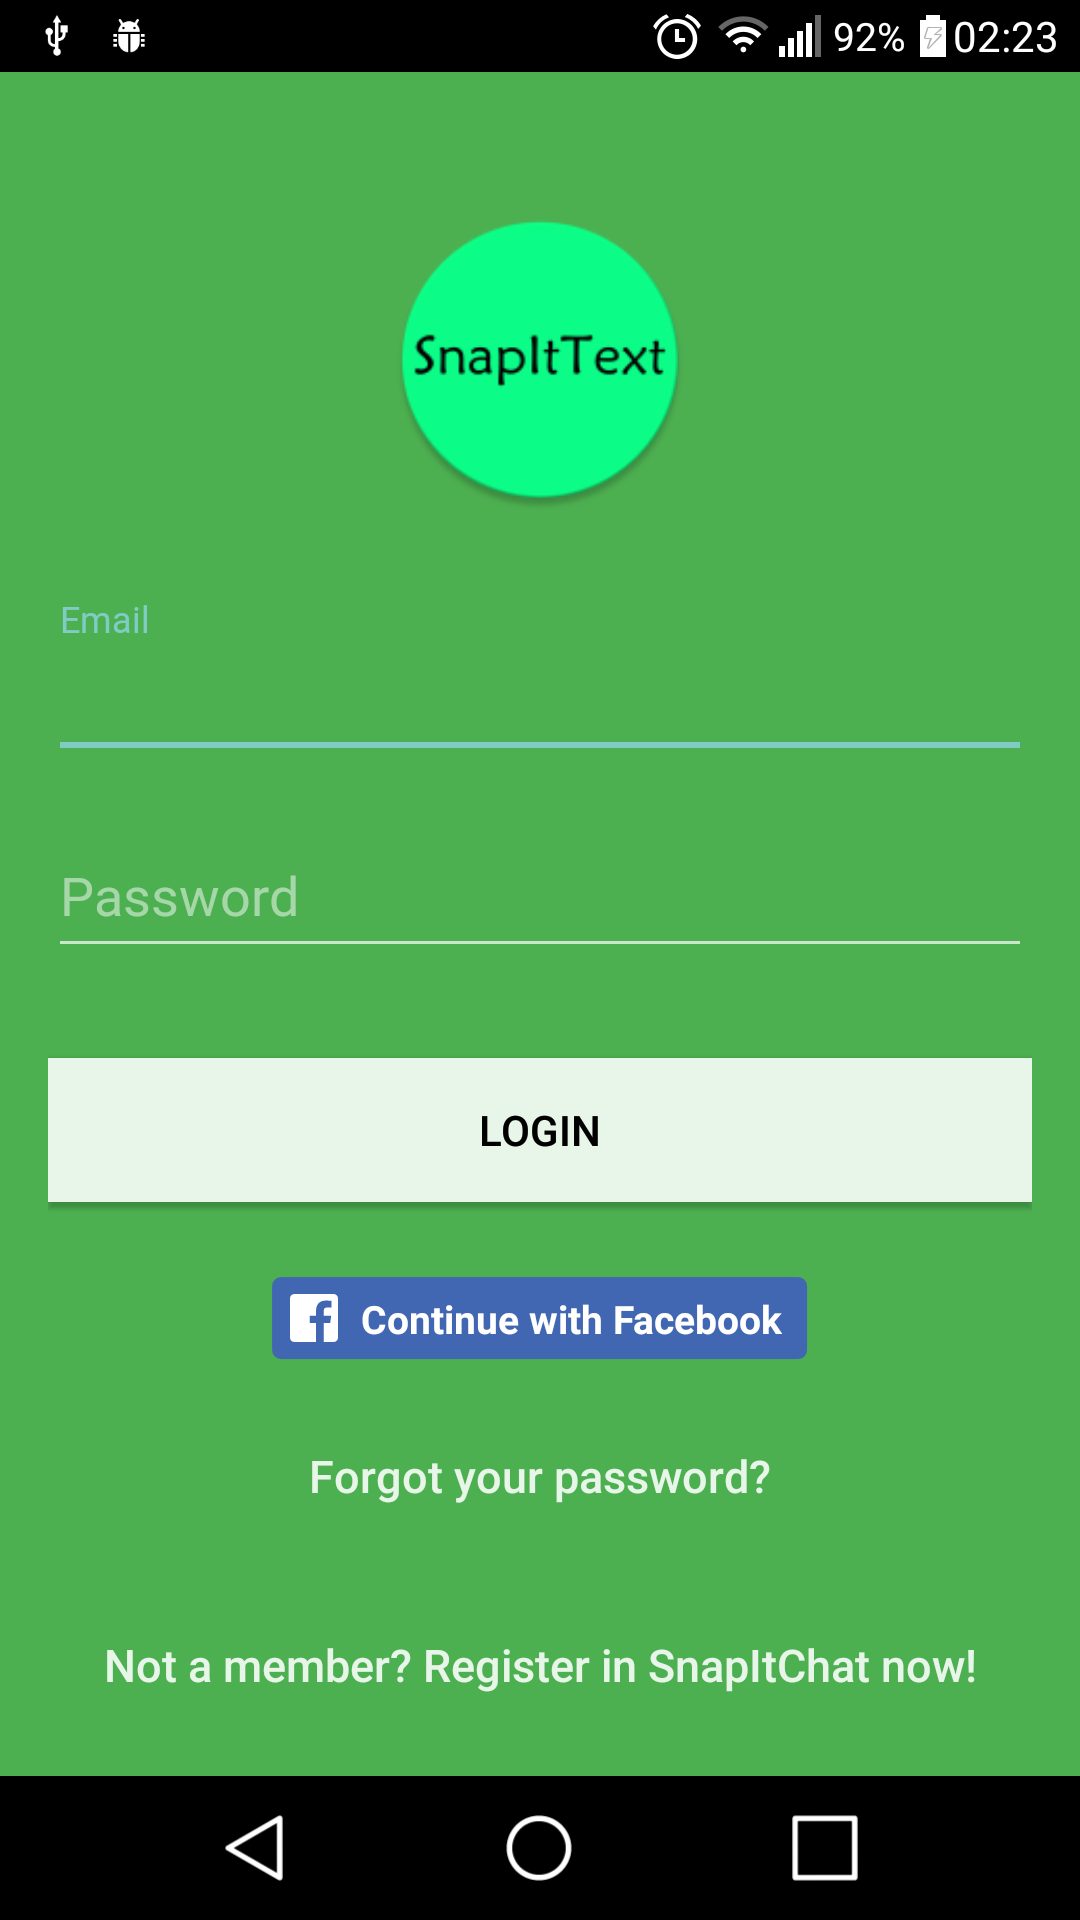 92% 02:23
SnapItText
Email
Password
LOGIN
Continue with Facebook
Forgot your password?
Not a member? Register in SnapItChat now!